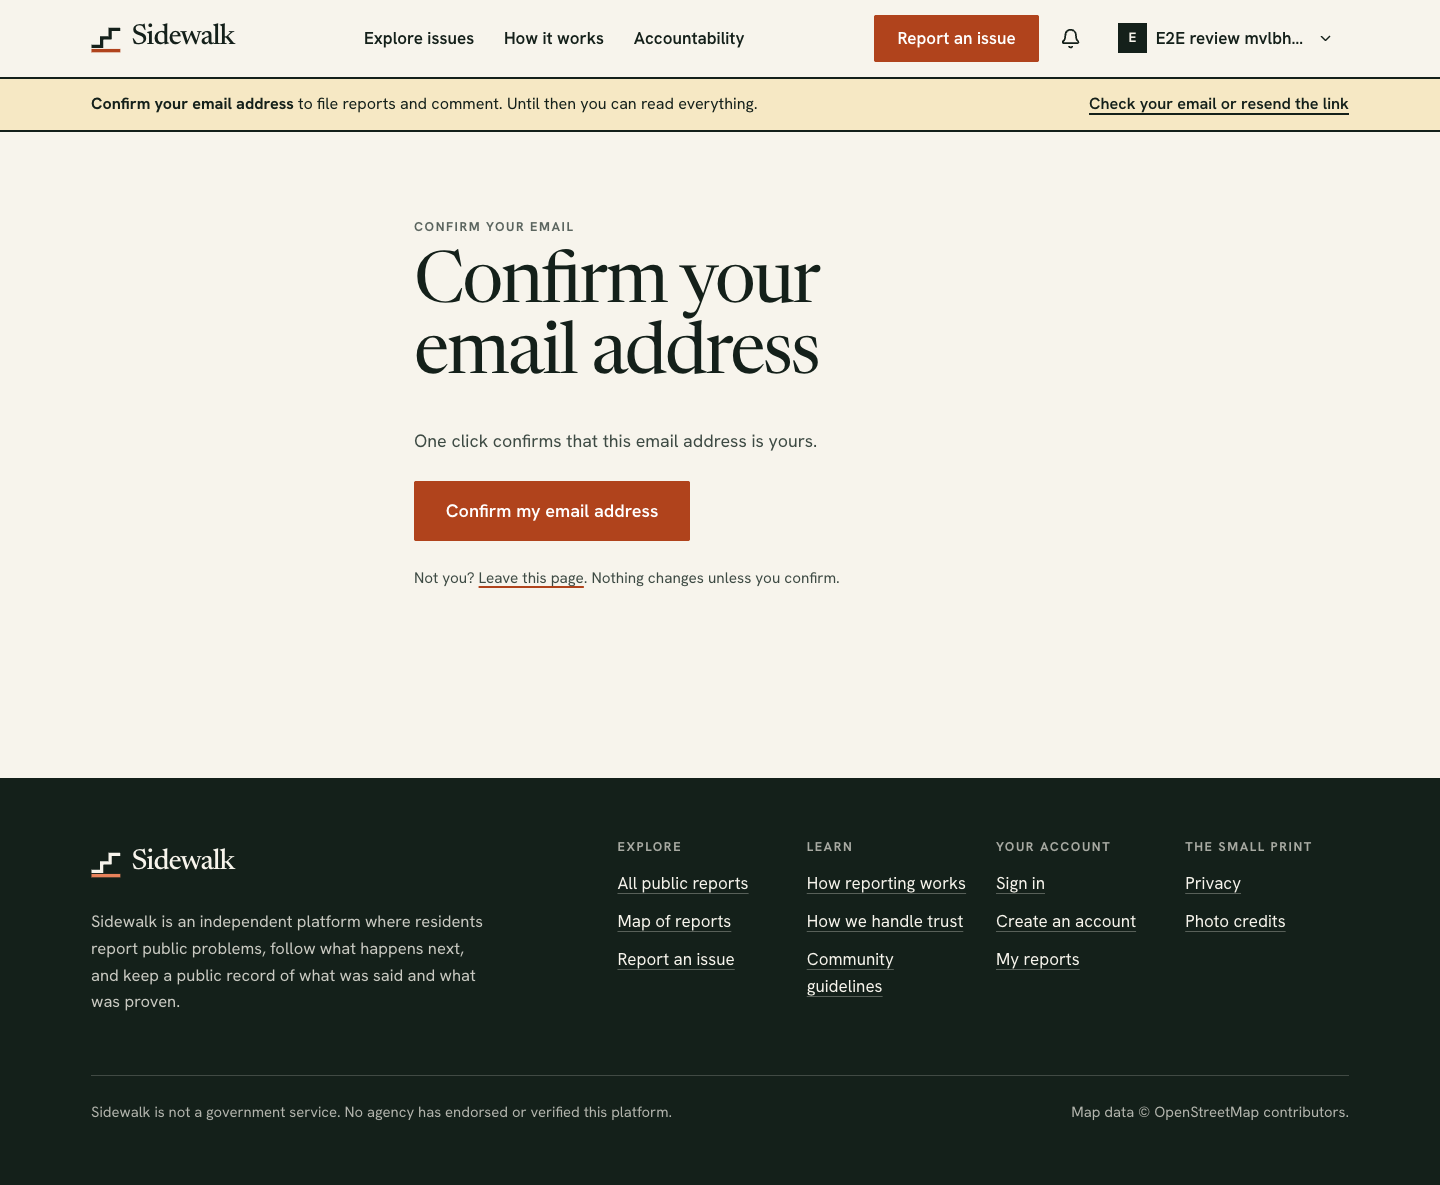 Sidewalk
Explore issues
How it works
Accountability
Report an issue
E
E2E review mvlbh...
Confirm your email address to file reports and comment. Until then you can read everything.
Check your email or resend the link
CONFIRM YOUR EMAIL
Confirm your
email address
One click confirms that this email address is yours.
Confirm my email address
Not you? Leave this page. Nothing changes unless you confirm.
Sidewalk
Sidewalk is an independent platform where residents
report public problems, follow what happens next,
and keep a public record of what was said and what
was proven.
EXPLORE
All public reports
Map of reports
Report an issue
LEARN
How reporting works
How we handle trust
Community
guidelines
YOUR ACCOUNT
Sign in
Create an account
My reports
THE SMALL PRINT
Privacy
Photo credits
Sidewalk is not a government service. No agency has endorsed or verified this platform.
Map data © OpenStreetMap contributors.